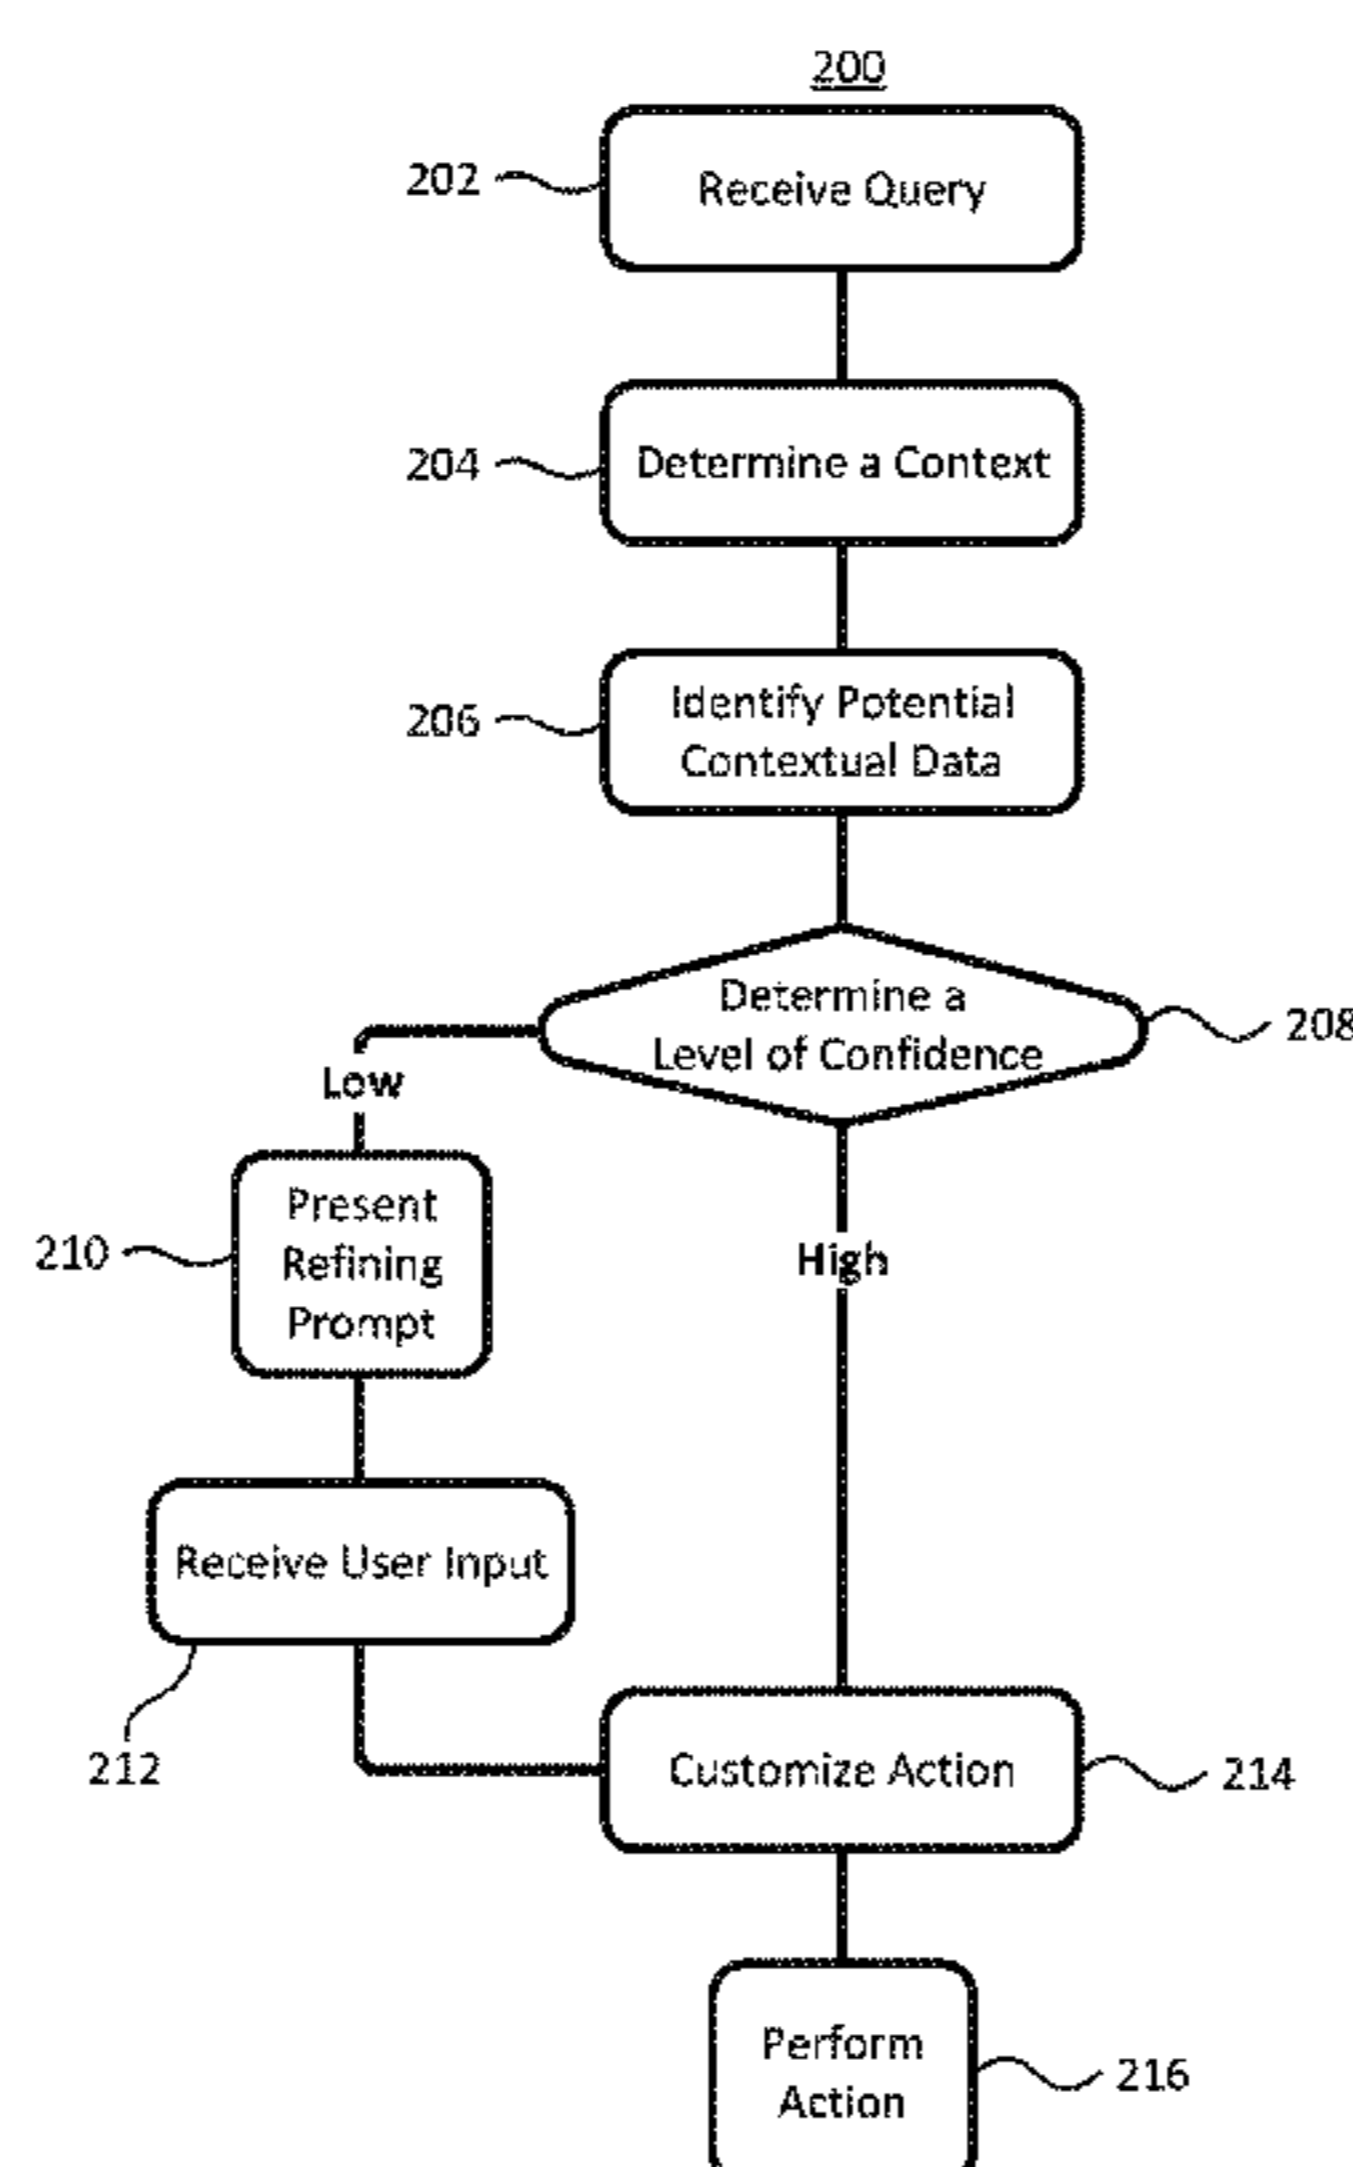 200
202
Receive Query
204
Determine a Context
206
Identify Potential
Contextual Data
Determine a
Level of Confidence
208
Low
High
210
Present
Refining
Prompt
Receive User Input
212
Customize Action
214
Perform
Action
216